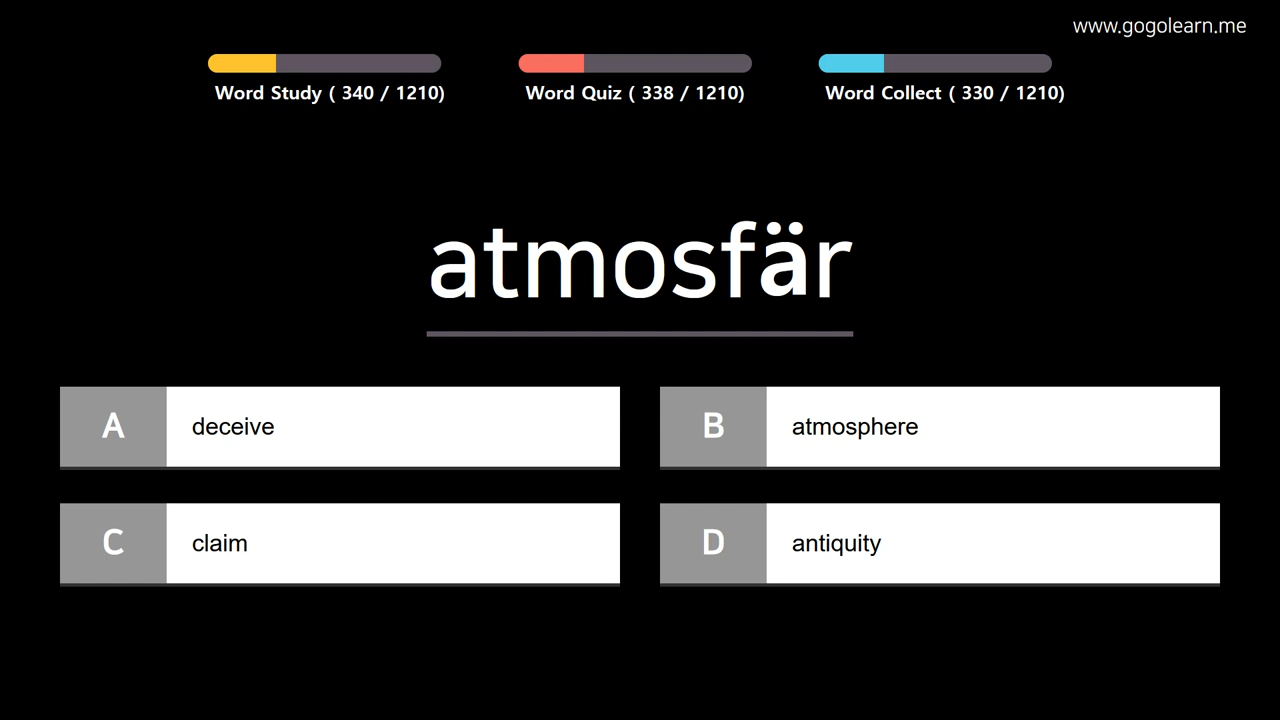 www.gogolearn.me
Word Study ( 340 / 1210)
Word Quiz ( 338 / 1210)
Word Collect ( 330 / 1210)
atmosfär
A deceive
B atmosphere
C claim
D antiquity